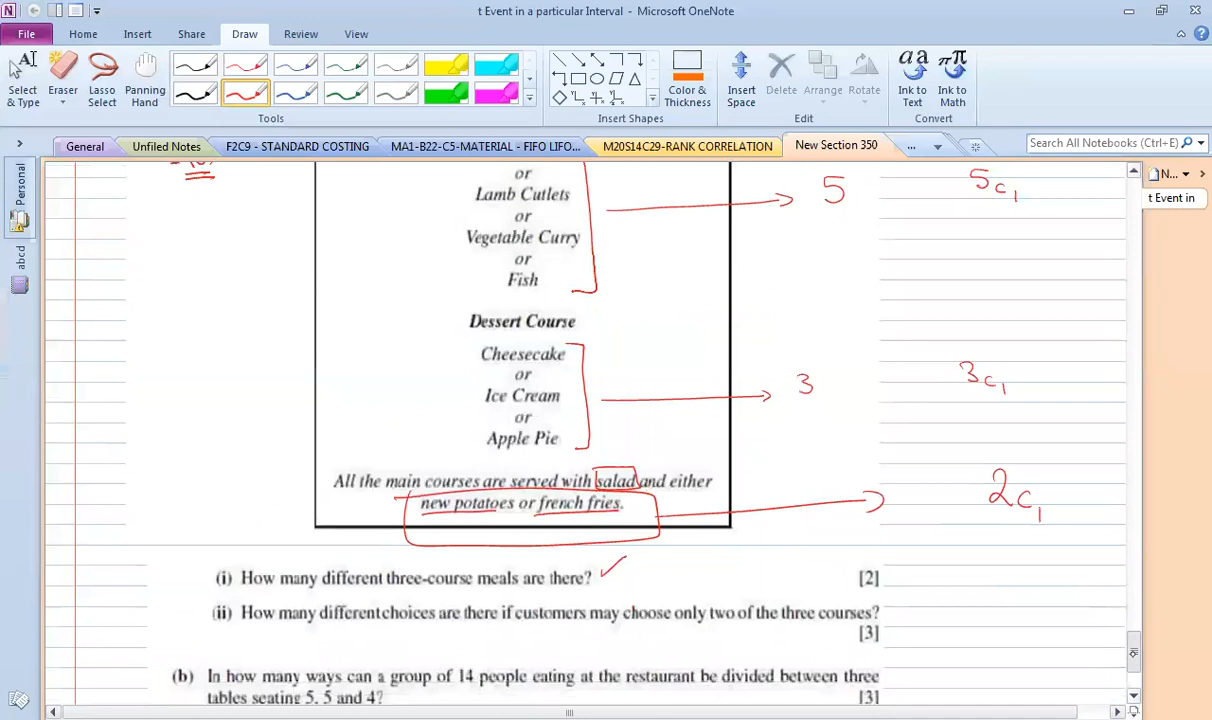 t Event in a particular Interval - Microsoft OneNote
File Home Insert Share Draw Review View
Select & Type
Eraser
Lasso Select
Panning Hand
Color & Thickness
Insert Space
Delete
Arrange
Rotate
Ink to Text
Ink to Math
Tools
Insert Shapes
Edit
Convert
General
Unfiled Notes
F2C9 - STANDARD COSTING
MA1-B22-C5-MATERIAL - FIFO LIFO...
M20S14C29-RANK CORRELATION
New Section 350
...
Search All Notebooks (Ctrl+E)
N...
t Event in
Personal
abcd
or
Lamb Cutlets
5
5c1
or
Vegetable Curry
or
Fish
Dessert Course
Cheesecake
or
3
3c1
Ice Cream
or
Apple Pie
All the main courses are served with salad and either
new potatoes or french fries.
2c1
(i) How many different three-course meals are there? [2]
(ii) How many different choices are there if customers may choose only two of the three courses?
[3]
(b) In how many ways can a group of 14 people eating at the restaurant be divided between three
tables seating 5, 5 and 4? [3]